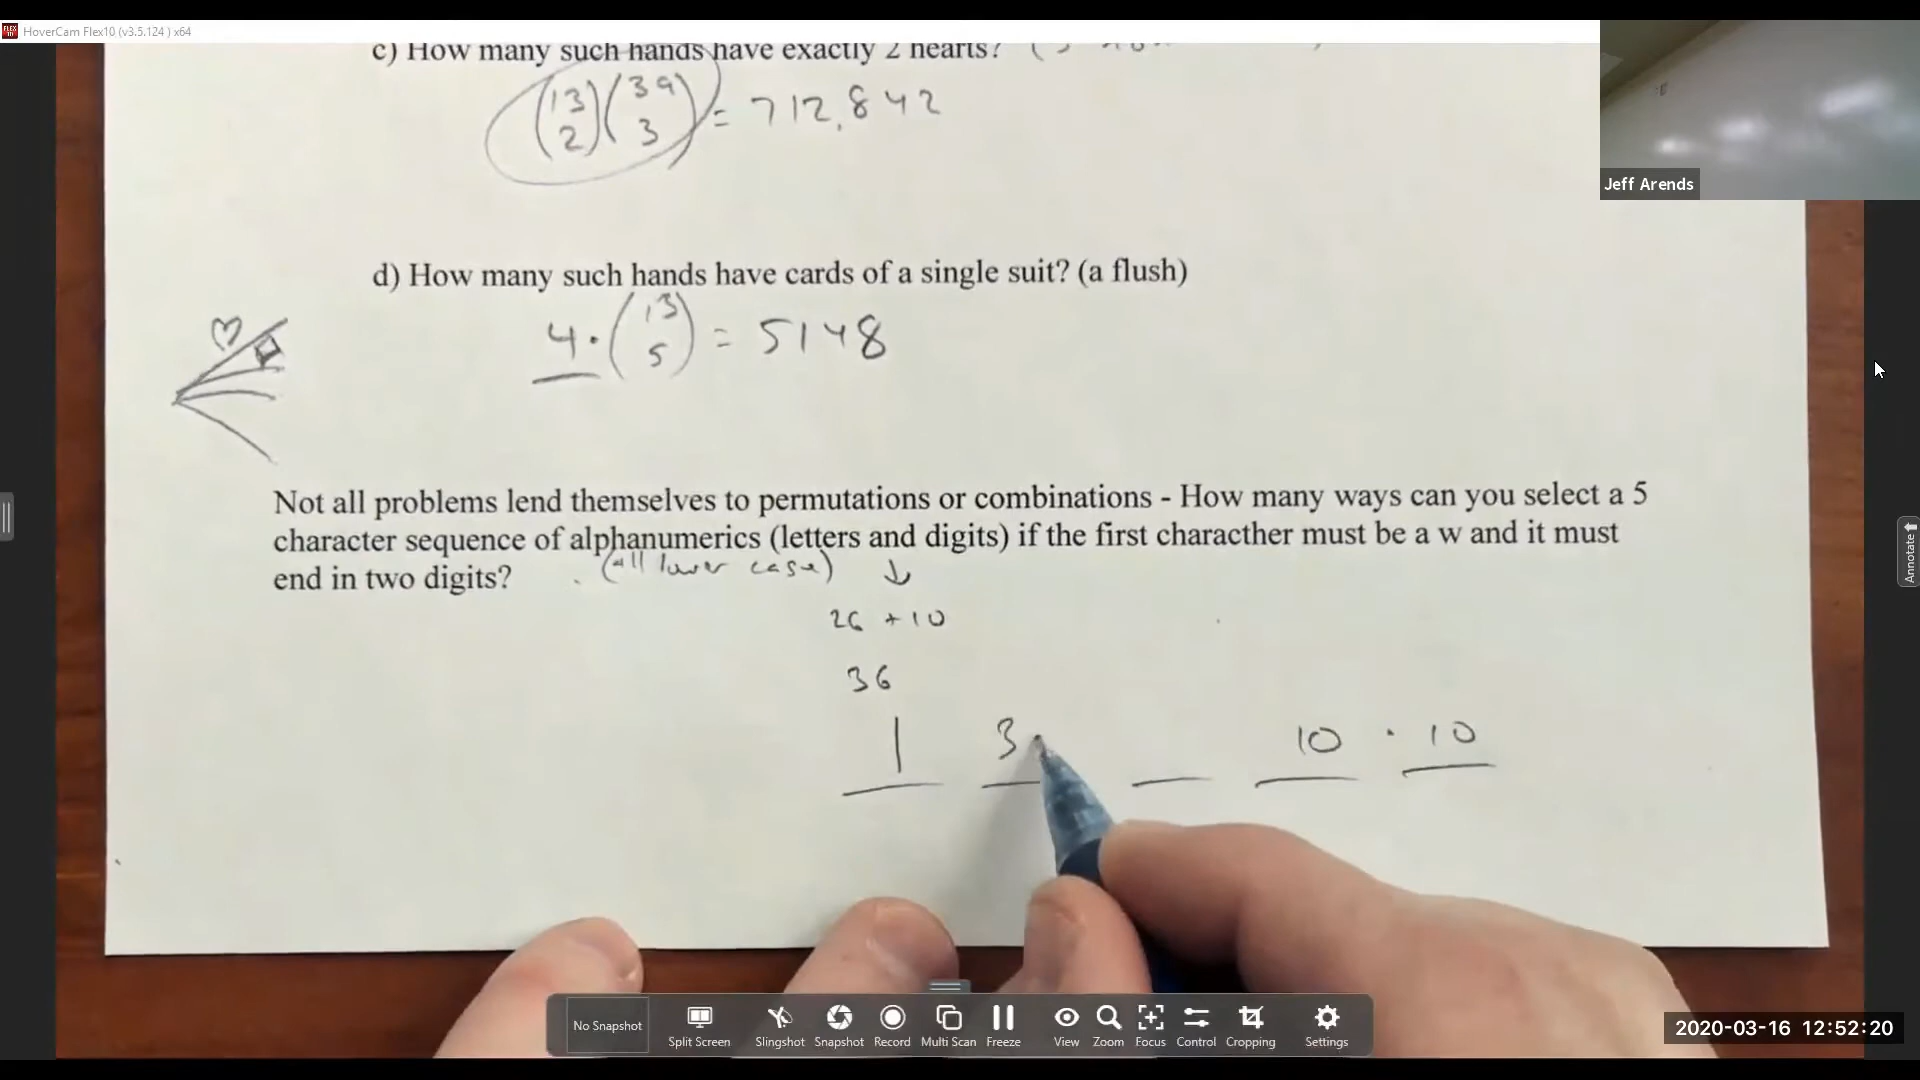 HoverCam Flex10 (v3.5.124 ) x64
c) How many such hands have exactly 2 hearts?
(13 2)(39 3) = 712,842
Jeff Arends
d) How many such hands have cards of a single suit? (a flush)
4 · (13 5) = 5148
Not all problems lend themselves to permutations or combinations - How many ways can you select a 5
character sequence of alphanumerics (letters and digits) if the first characther must be a w and it must
(all lower case)
end in two digits?
26 + 10
36
1 3 10 · 10
Annotate
No Snapshot Split Screen Slingshot Snapshot Record Multi Scan Freeze View Zoom Focus Control Cropping Settings
2020-03-16 12:52:20